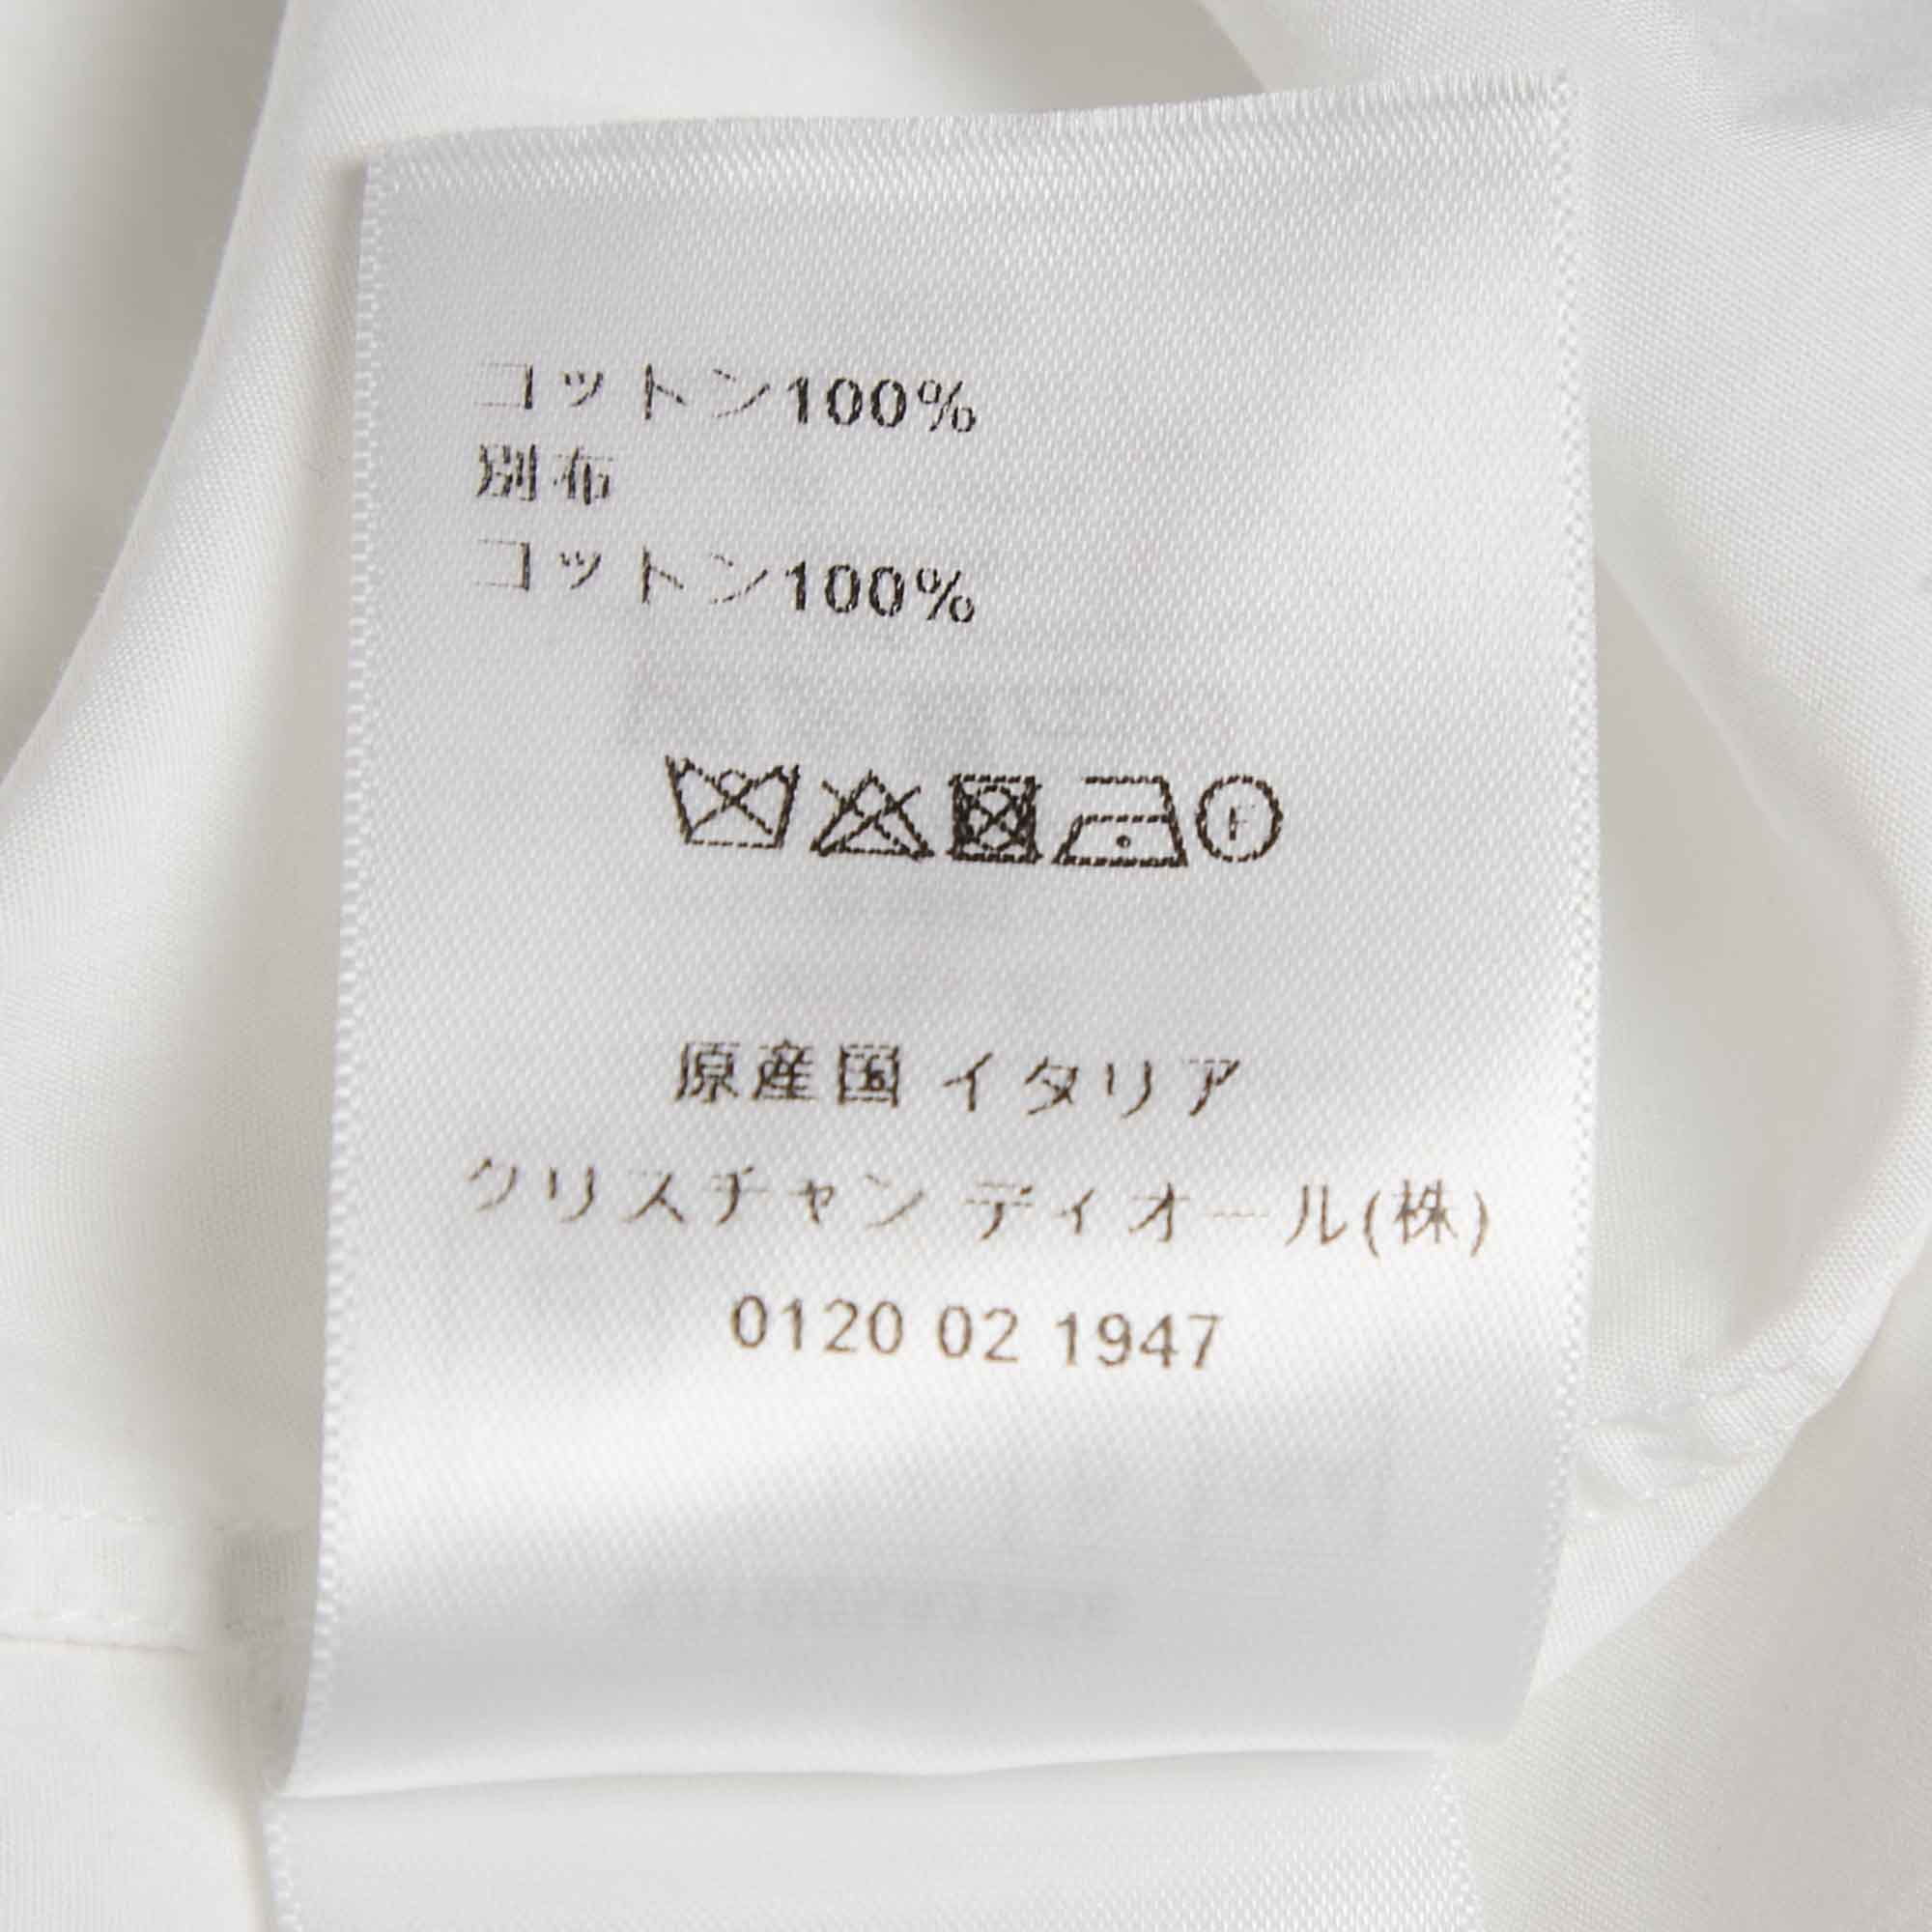 コットン100%
別布
コットン100%
F
原産国 イタリア
クリスチャン ディオール(株)
0120 02 1947